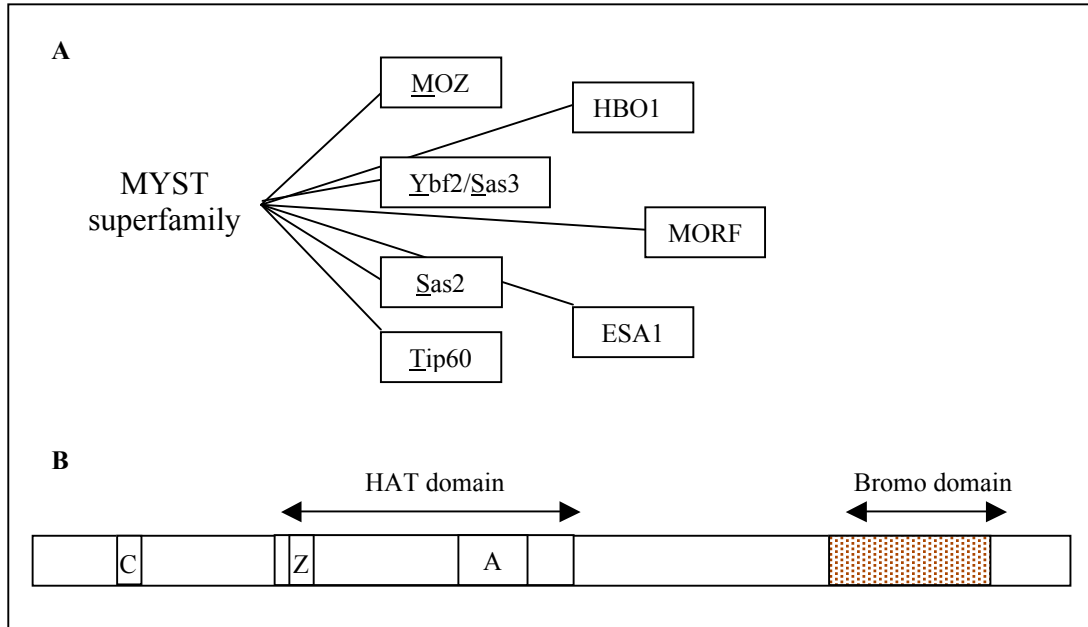 A
MOZ
HBO1
Ybf2/Sas3
MYST
superfamily
MORF
Sas2
ESA1
Tip60
B
HAT domain
Bromo domain
C
Z
A